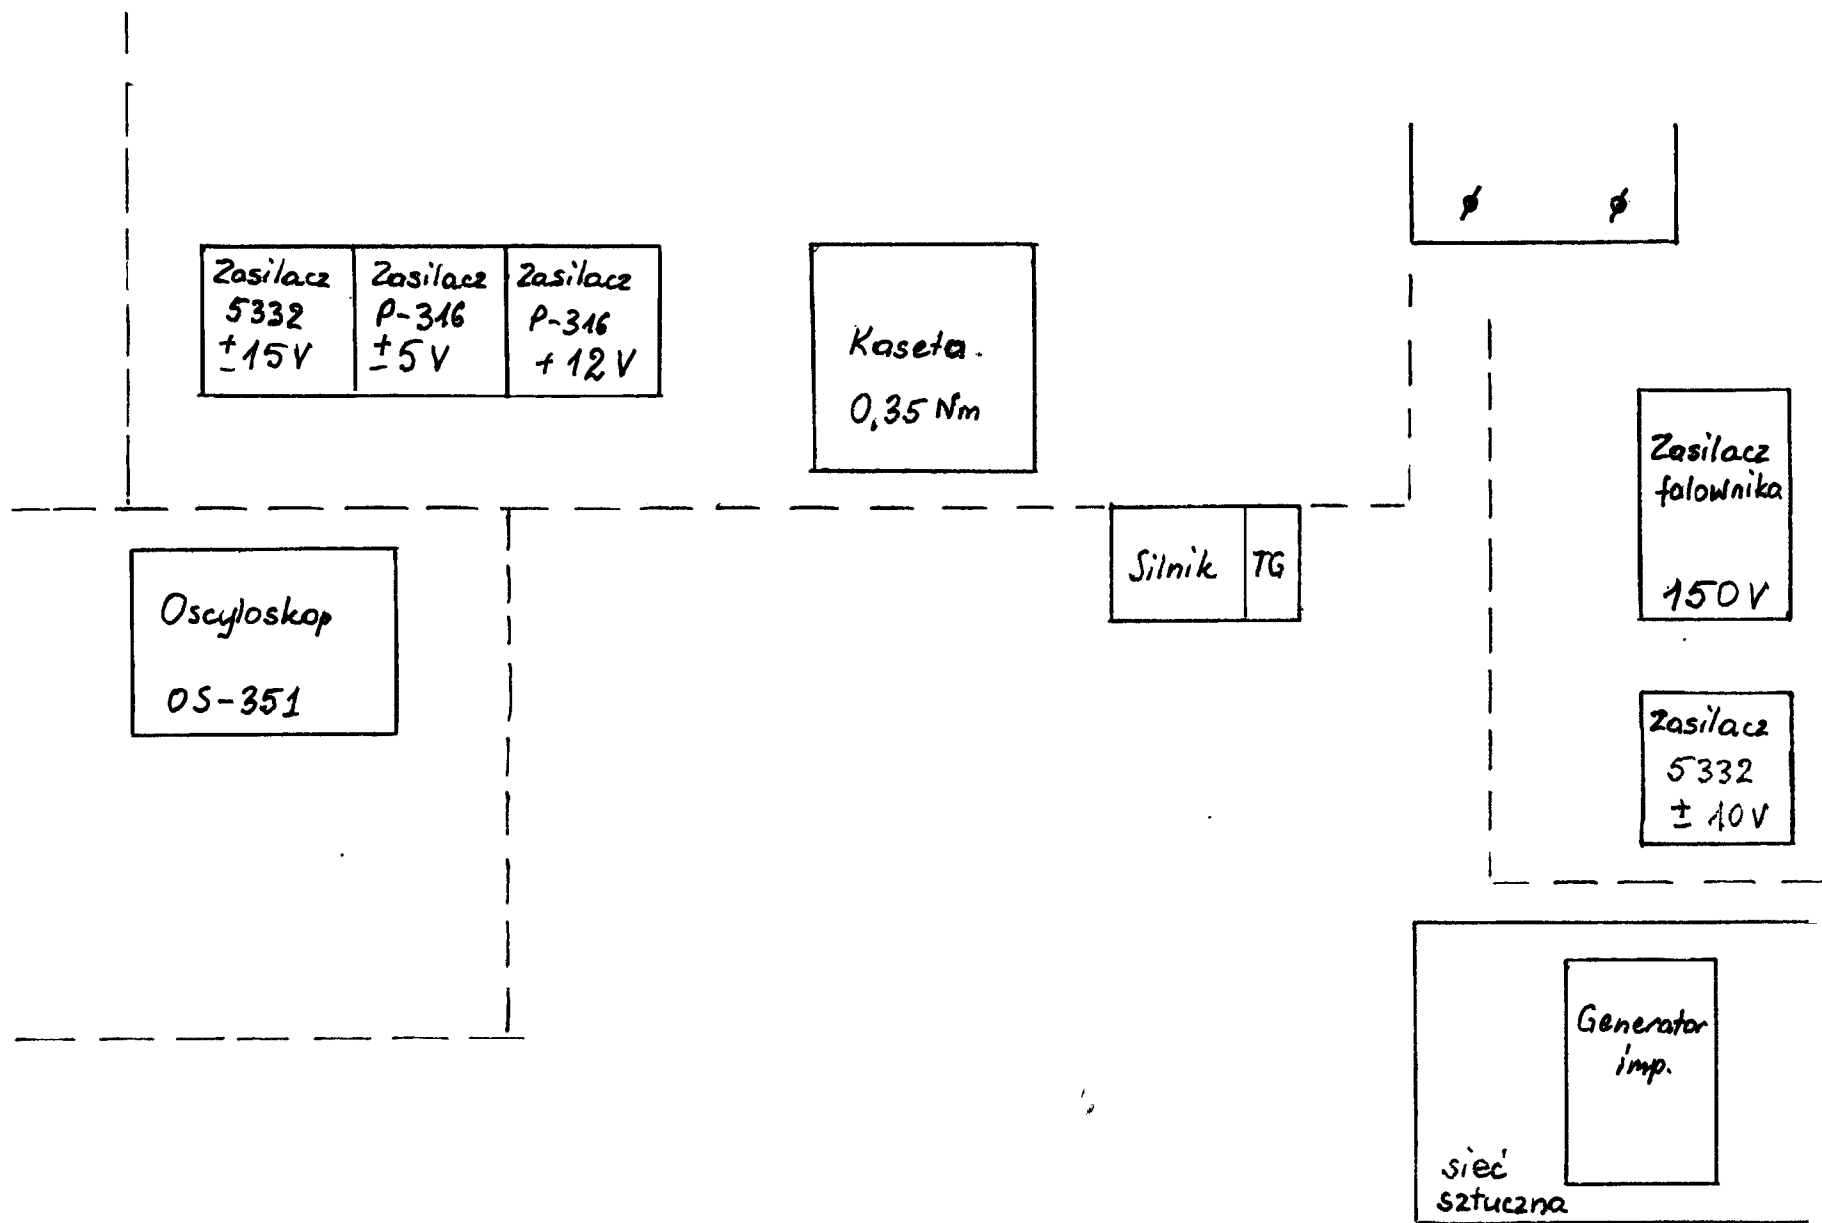 Zasilacz
5332
±15V
Zasilacz
P-316
±5V
Zasilacz
P-316
+12V
Kaseta
0,35 Nm
Zasilacz
falownika
150V
Silnik
TG
Oscyloskop
OS-351
Zasilacz
5332
± 10V
Generator
imp.
sieć
sztuczna